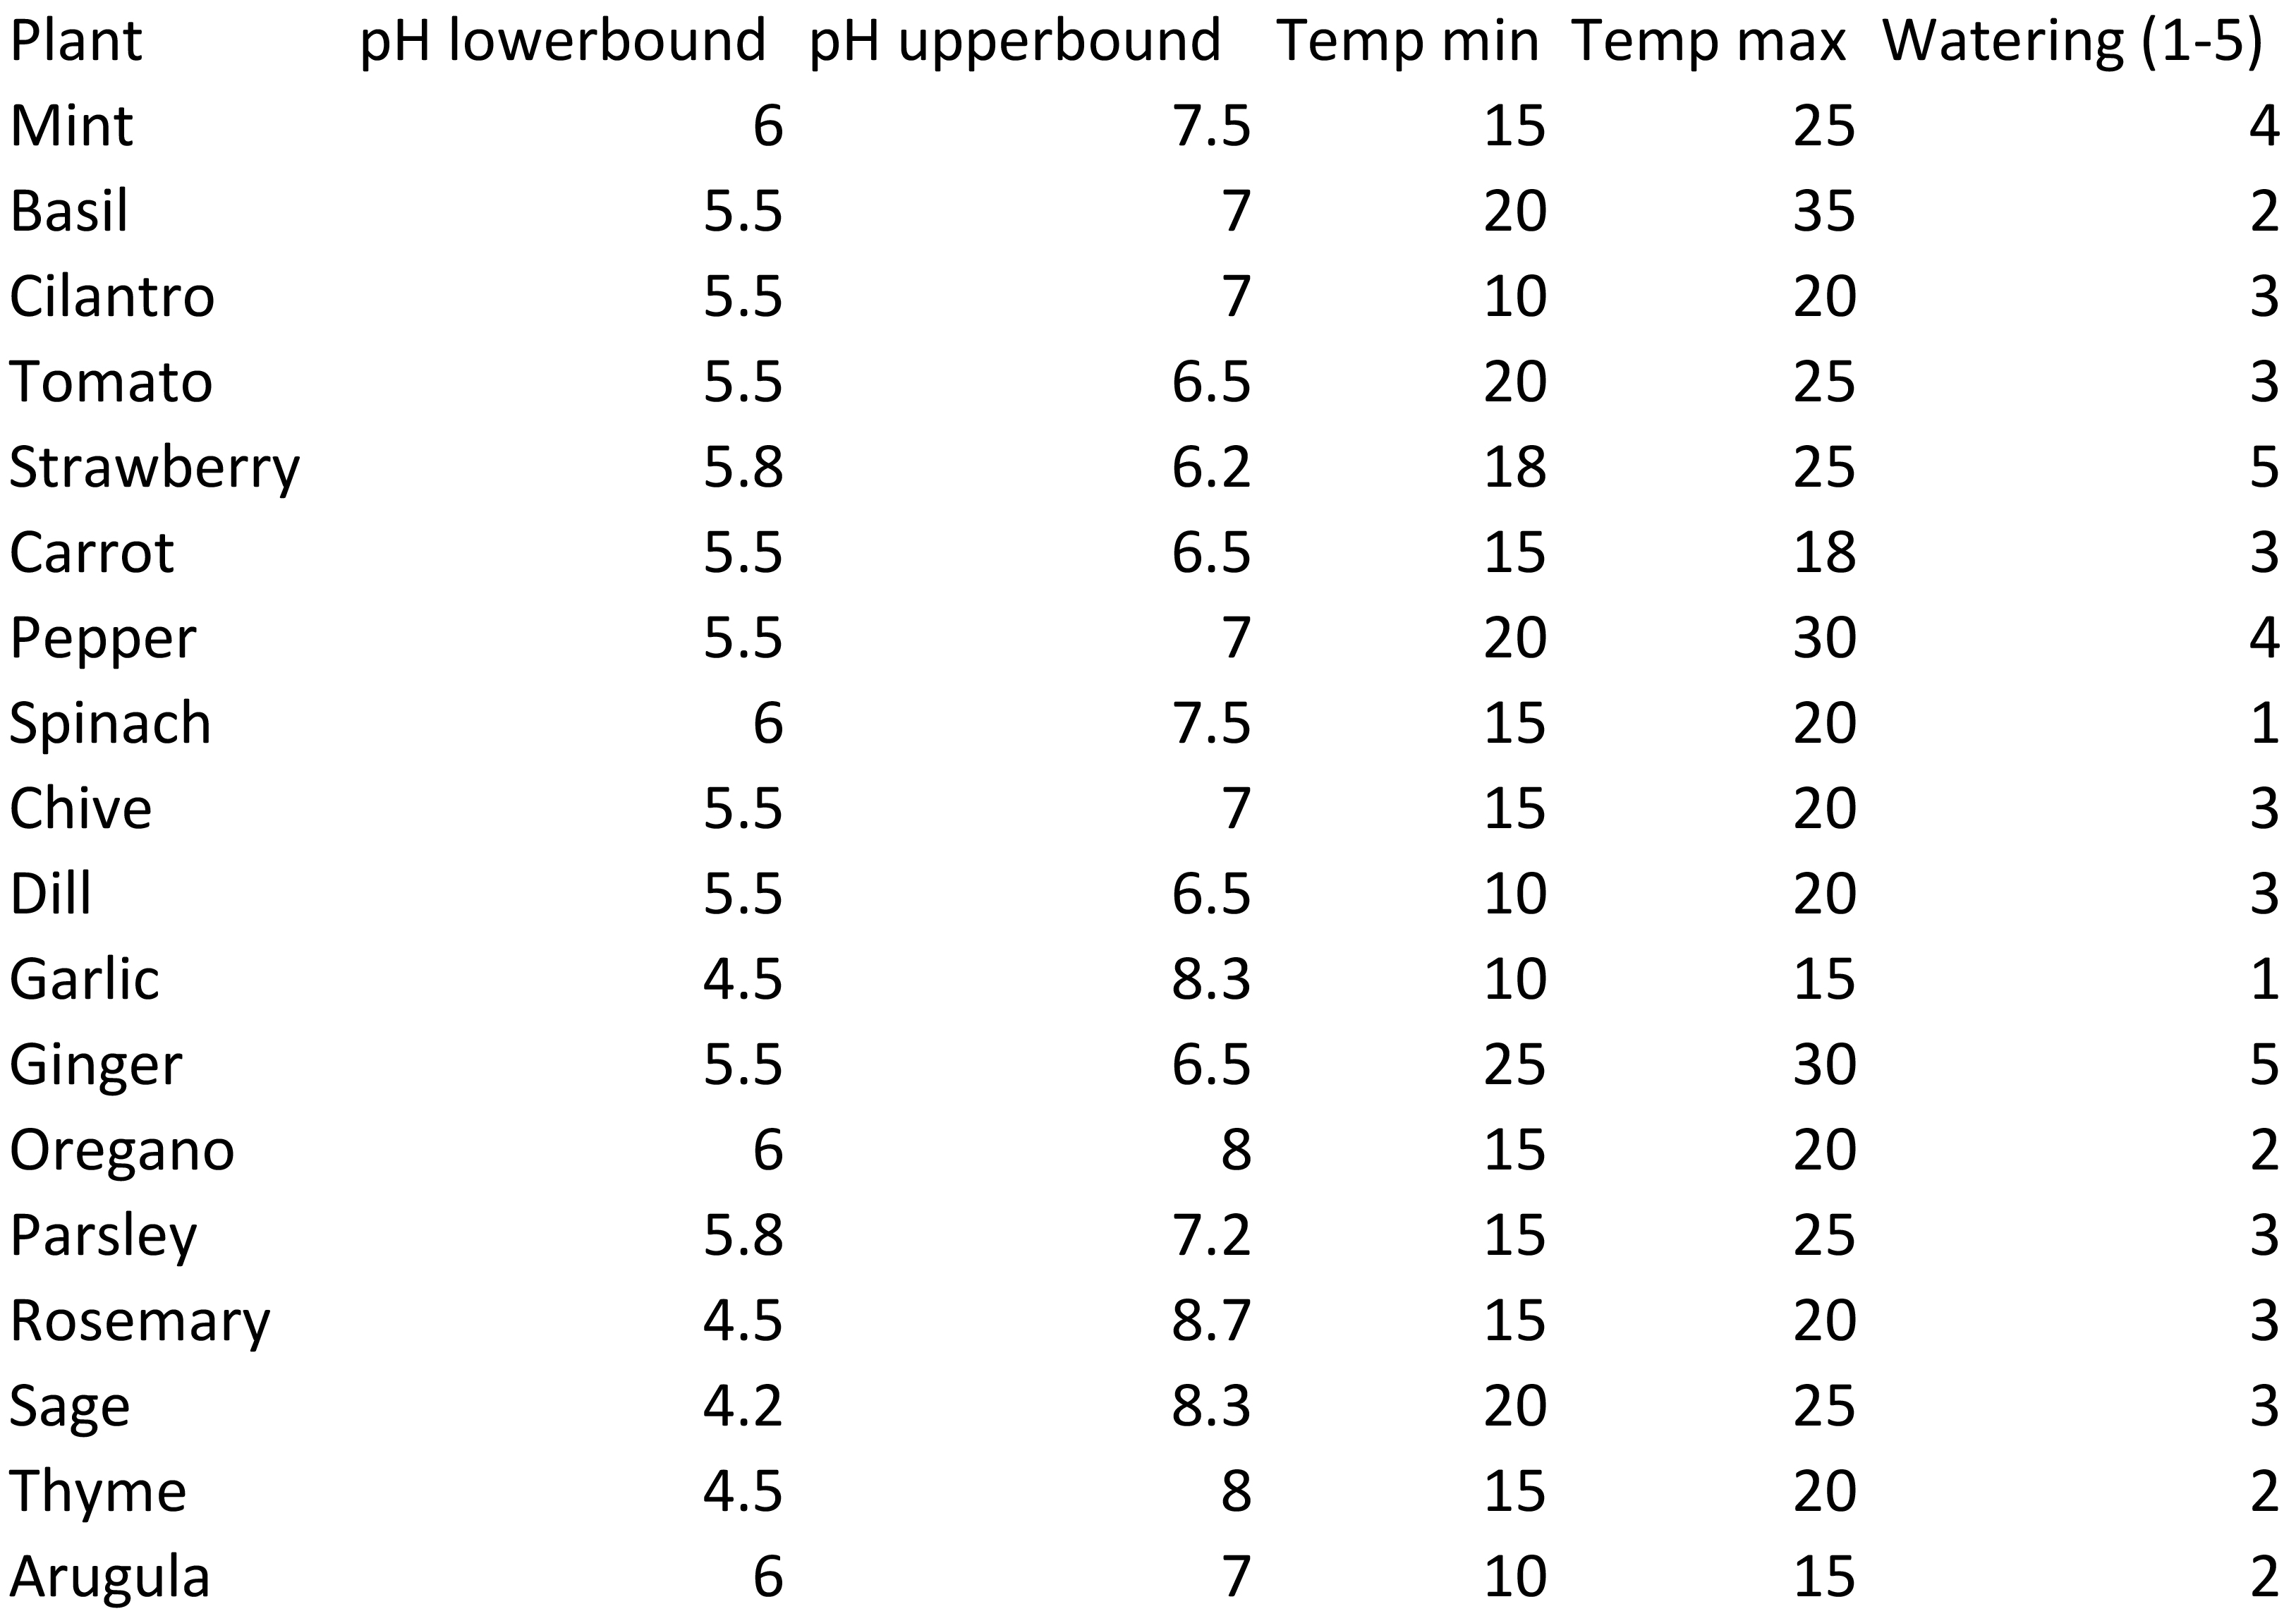 Plant pH lowerbound pH upperbound Temp min Temp max Watering (1-5)
Mint 6 7.5 15 25 4
Basil 5.5 7 20 35 2
Cilantro 5.5 7 10 20 3
Tomato 5.5 6.5 20 25 3
Strawberry 5.8 6.2 18 25 5
Carrot 5.5 6.5 15 18 3
Pepper 5.5 7 20 30 4
Spinach 6 7.5 15 20 1
Chive 5.5 7 15 20 3
Dill 5.5 6.5 10 20 3
Garlic 4.5 8.3 10 15 1
Ginger 5.5 6.5 25 30 5
Oregano 6 8 15 20 2
Parsley 5.8 7.2 15 25 3
Rosemary 4.5 8.7 15 20 3
Sage 4.2 8.3 20 25 3
Thyme 4.5 8 15 20 2
Arugula 6 7 10 15 2